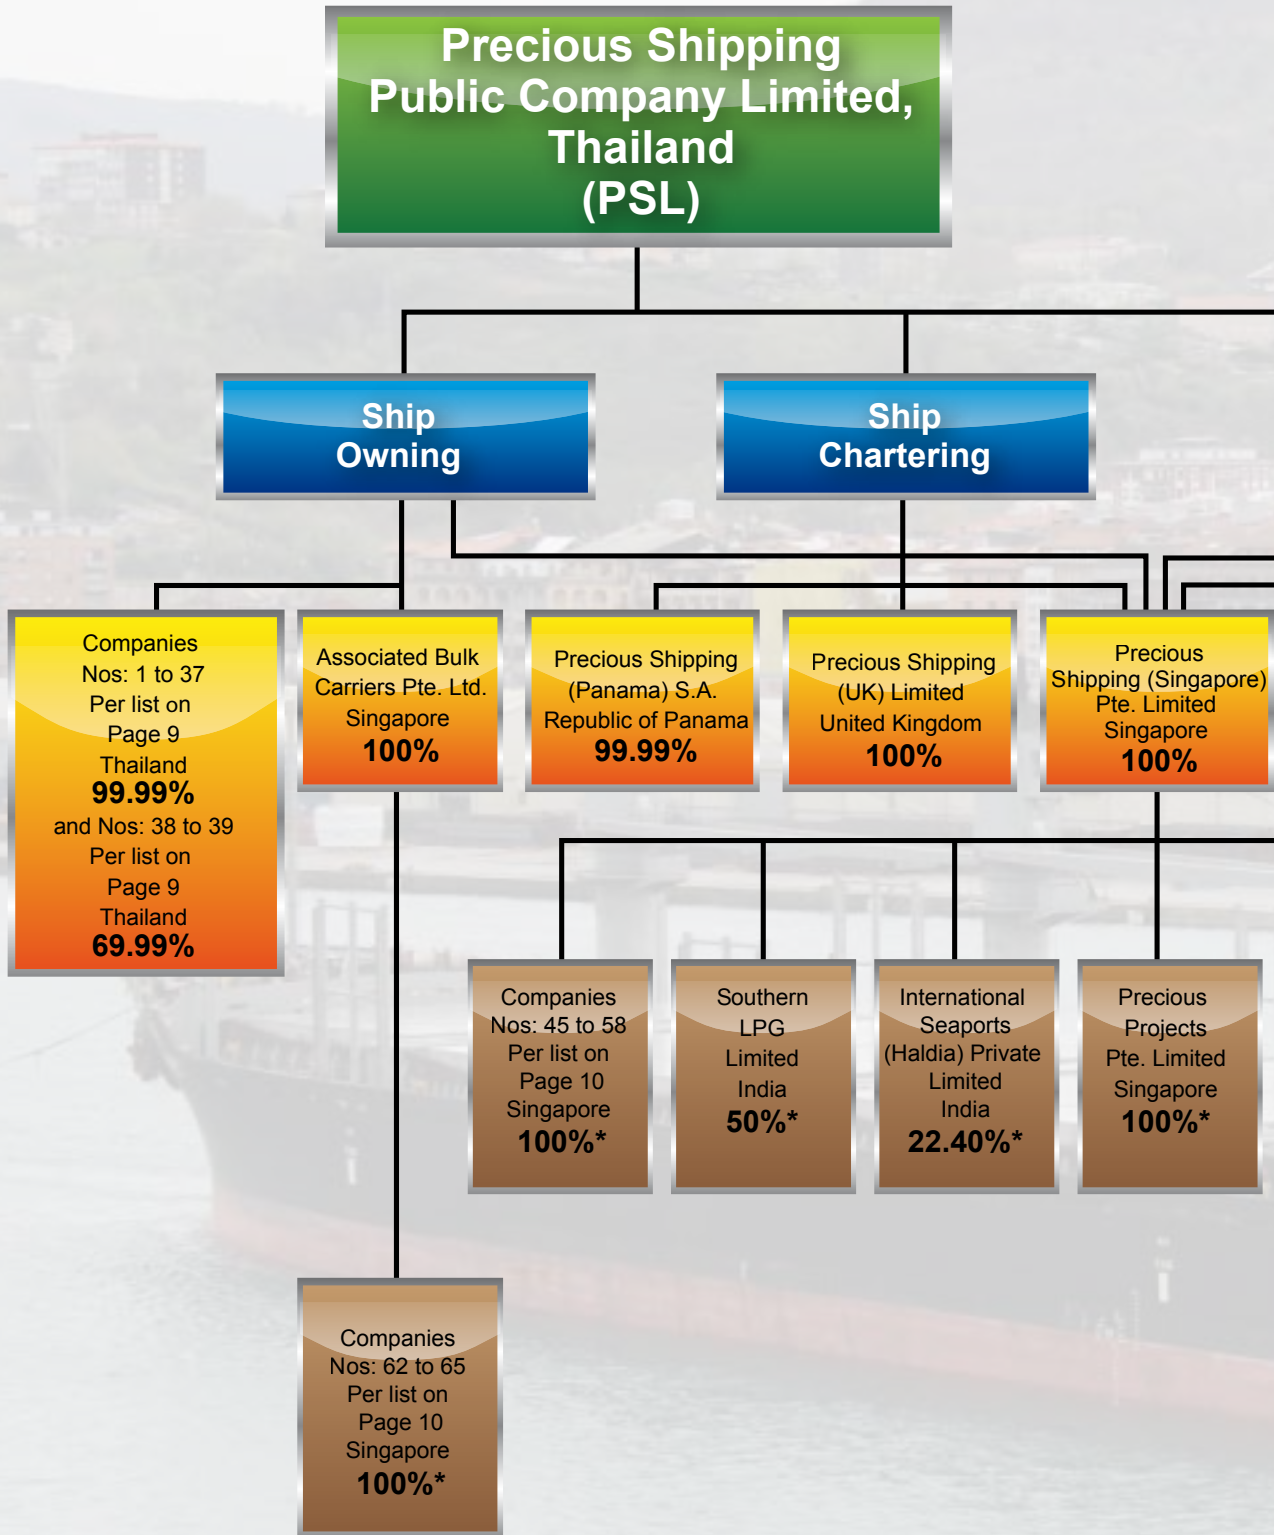 Precious Shipping
Public Company Limited,
Thailand
(PSL)
Ship
Owning
Ship
Chartering
Companies
Nos: 1 to 37
Per list on
Page 9
Thailand
99.99%
and Nos: 38 to 39
Per list on
Page 9
Thailand
69.99%
Associated Bulk
Carriers Pte. Ltd.
Singapore
100%
Precious Shipping
(Panama) S.A.
Republic of Panama
99.99%
Precious Shipping
(UK) Limited
United Kingdom
100%
Precious
Shipping (Singapore)
Pte. Limited
Singapore
100%
Companies
Nos: 45 to 58
Per list on
Page 10
Singapore
100%*
Southern
LPG
Limited
India
50%*
International
Seaports
(Haldia) Private
Limited
India
22.40%*
Precious
Projects
Pte. Limited
Singapore
100%*
Companies
Nos: 62 to 65
Per list on
Page 10
Singapore
100%*